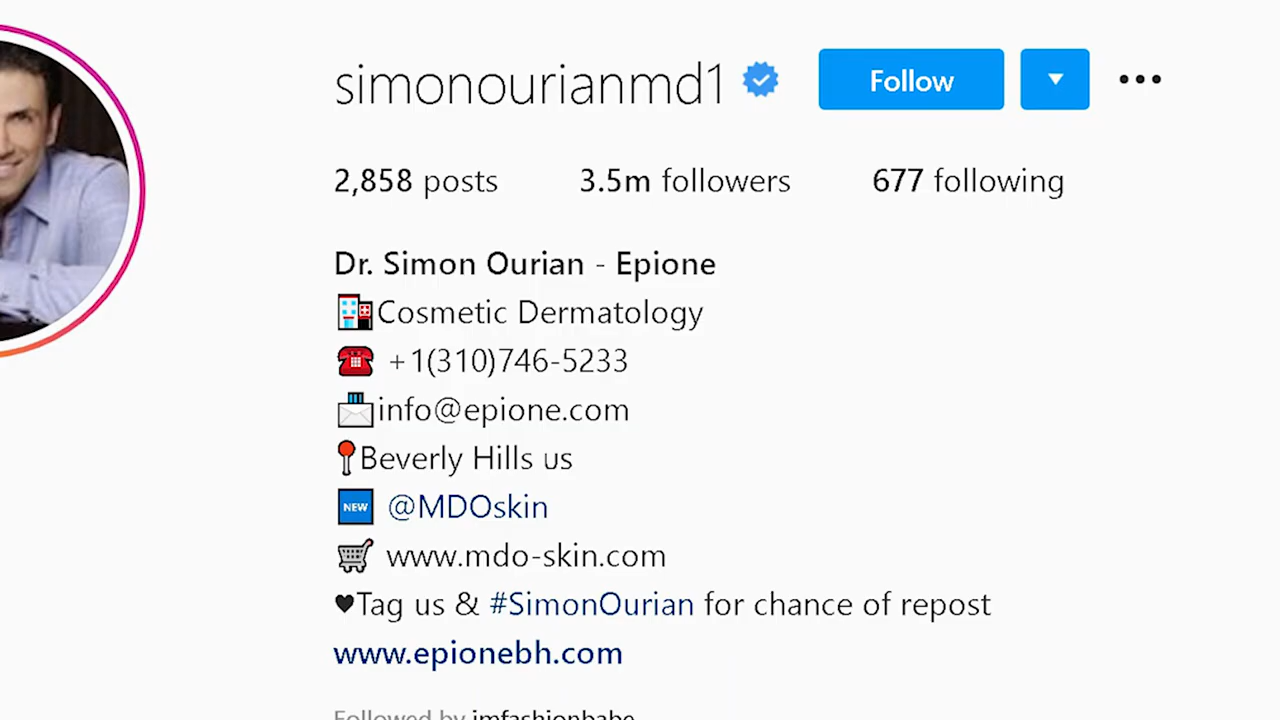 simonourianmd1 Follow
2,858 posts 3.5m followers 677 following
Dr. Simon Ourian - Epione
Cosmetic Dermatology
+1(310)746-5233
info@epione.com
Beverly Hills us
NEW @MDOskin
www.mdo-skin.com
♥Tag us & #SimonOurian for chance of repost
www.epionebh.com
Followed by imfashionbabe